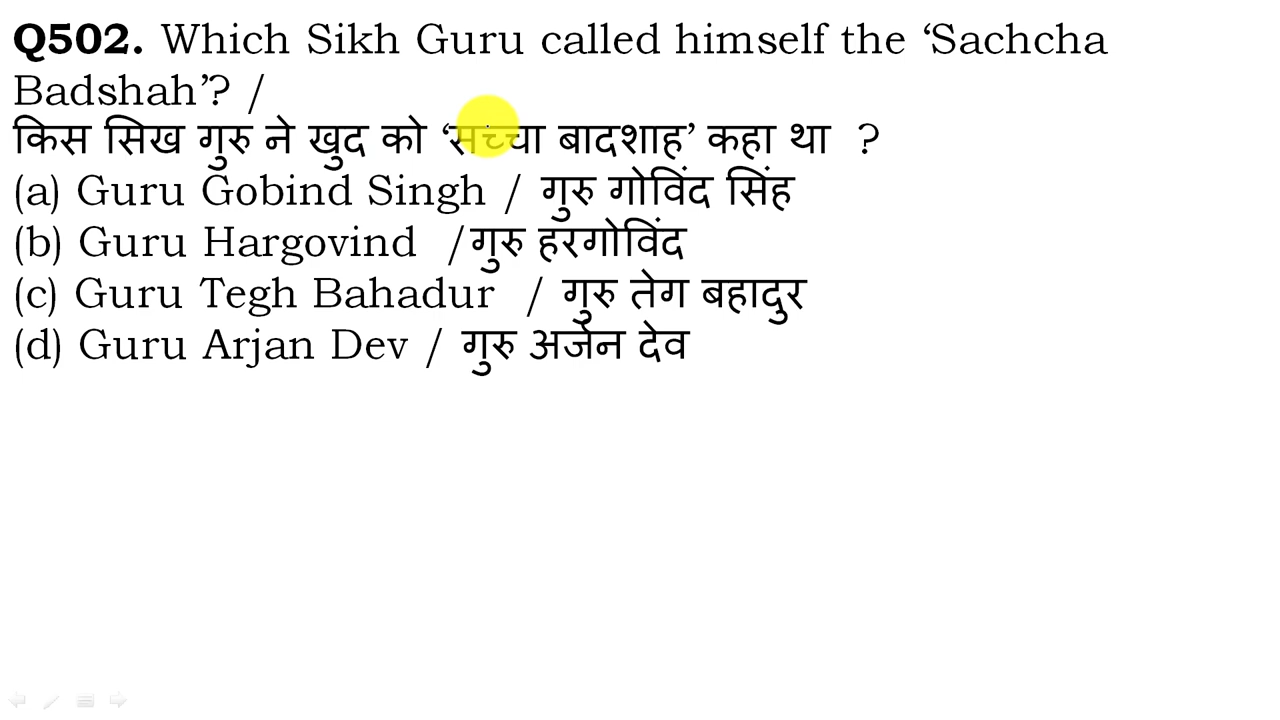 Q502. Which Sikh Guru called himself the ‘Sachcha
Badshah’? /
किस सिख गुरु ने खुद को ‘सच्चा बादशाह’ कहा था ?
(a) Guru Gobind Singh / गुरु गोविंद सिंह
(b) Guru Hargovind /गुरु हरगोविंद
(c) Guru Tegh Bahadur / गुरु तेग बहादुर
(d) Guru Arjan Dev / गुरु अर्जन देव